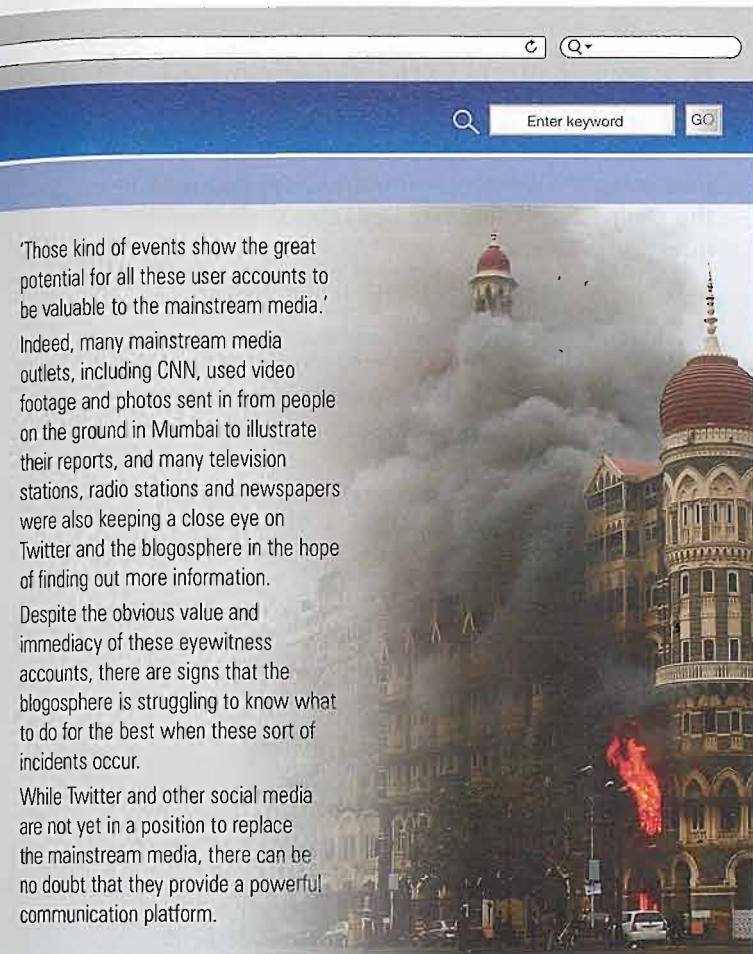 Enter keyword
GO
'Those kind of events show the great
potential for all these user accounts to
be valuable to the mainstream media.'
Indeed, many mainstream media
outlets, including CNN, used video
footage and photos sent in from people
on the ground in Mumbai to illustrate
their reports, and many television
stations, radio stations and newspapers
were also keeping a close eye on
Twitter and the blogosphere in the hope
of finding out more information.
Despite the obvious value and
immediacy of these eyewitness
accounts, there are signs that the
blogosphere is struggling to know what
to do for the best when these sort of
incidents occur.
While Twitter and other social media
are not yet in a position to replace
the mainstream media, there can be
no doubt that they provide a powerful
communication platform.